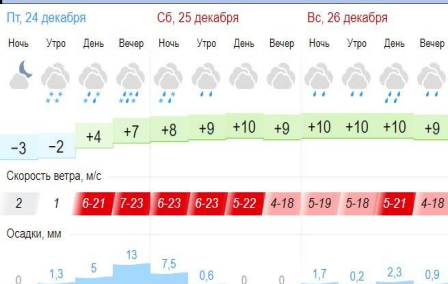 Пт, 24 декабря Сб, 25 декабря Вс, 26 декабря
Ночь Утро День Вечер Ночь Утро День Вечер Ночь Утро День Вечер
−3 −2 +4 +7 +8 +9 +10 +9 +10 +10 +10 +9
Скорость ветра, м/с
2 1 6-21 7-23 6-23 6-23 5-22 4-18 5-19 5-18 5-21 4-18
Осадки, мм
0 1,3 5 13 7,5 0,6 0 0 1,7 0,2 2,3 0,9